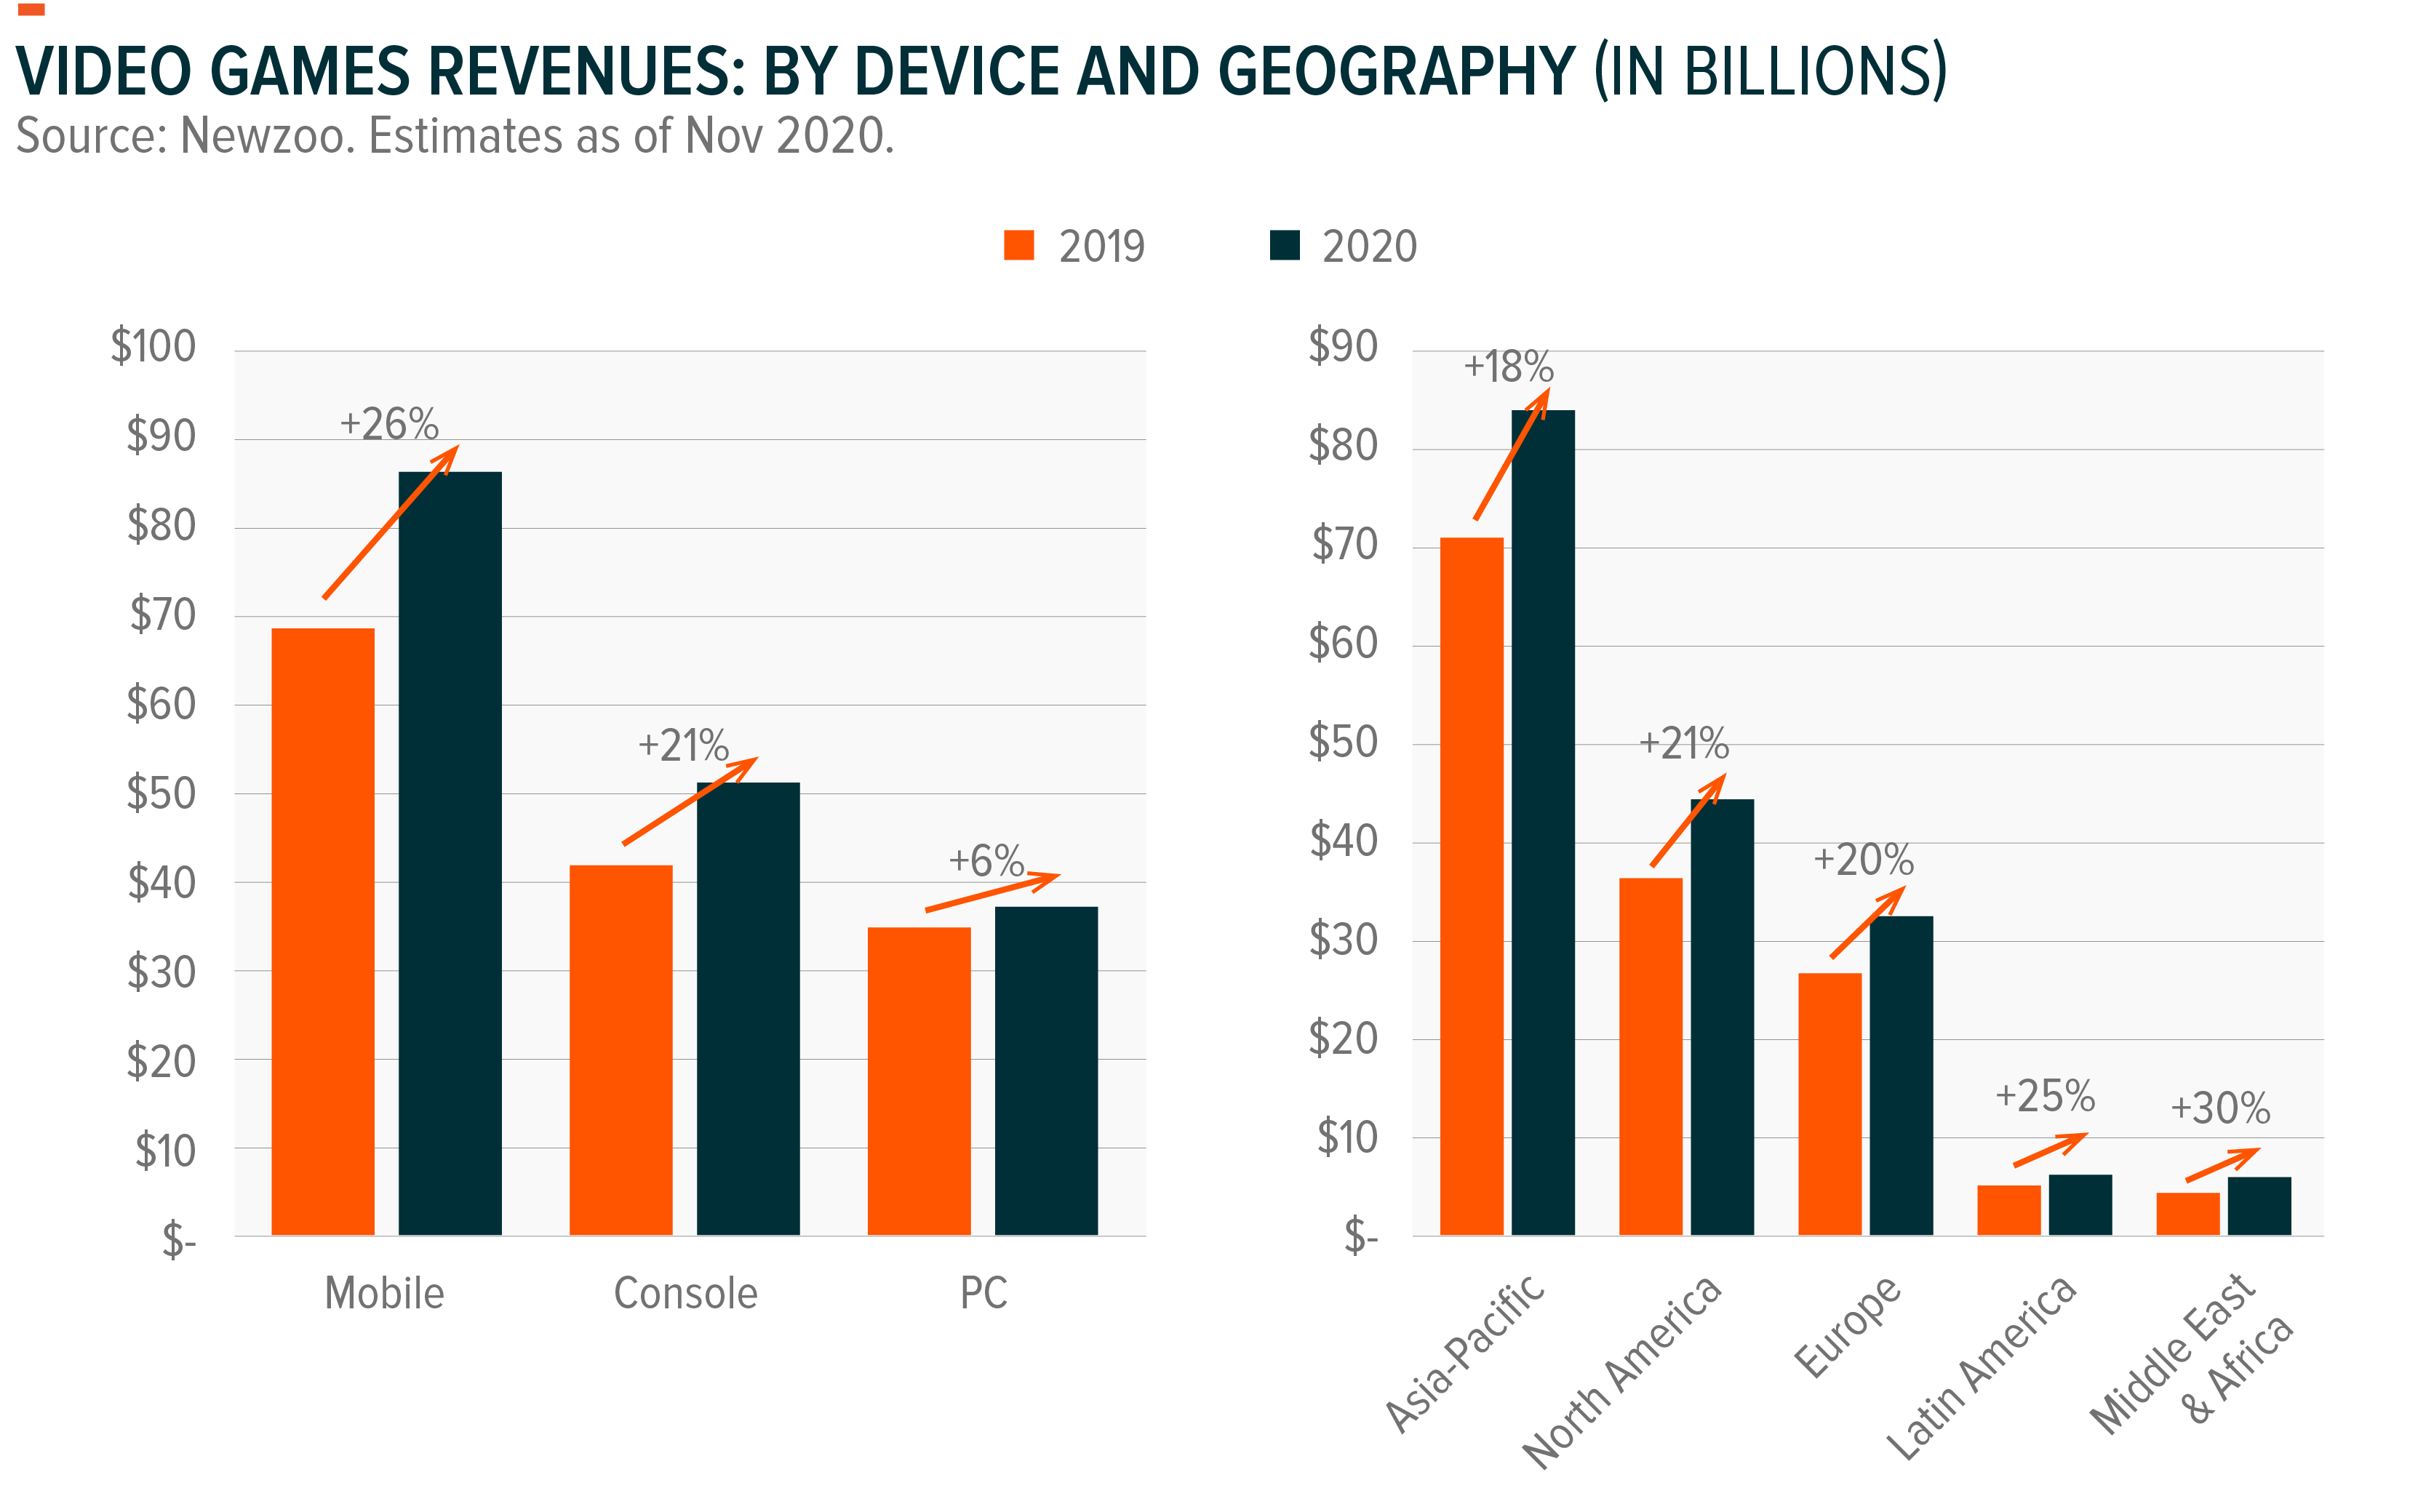 VIDEO GAMES REVENUES: BY DEVICE AND GEOGRAPHY (IN BILLIONS)
Source: Newzoo. Estimates as of Nov 2020.
2019
2020
$100
$90
$80
$70
$60
$50
$40
$30
$20
$10
$-
+26%
+21%
+6%
Mobile
Console
PC
$90
$80
$70
$60
$50
$40
$30
$20
$10
$-
+18%
+21%
+20%
+25%
+30%
Asia-Pacific
North America
Europe
Latin America
Middle East
& Africa